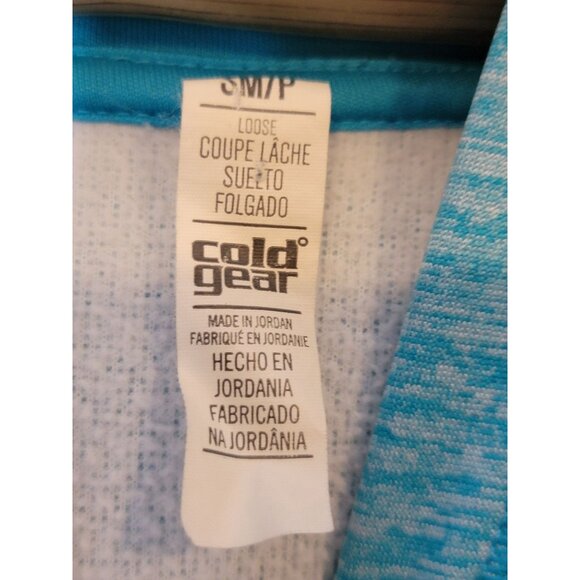 SM/P
LOOSE
COUPE LÂCHE
SUELTO
FOLGADO
cold°
gear
MADE IN JORDAN
FABRIQUÉ EN JORDANIE
HECHO EN
JORDANIA
FABRICADO
NA JORDÂNIA